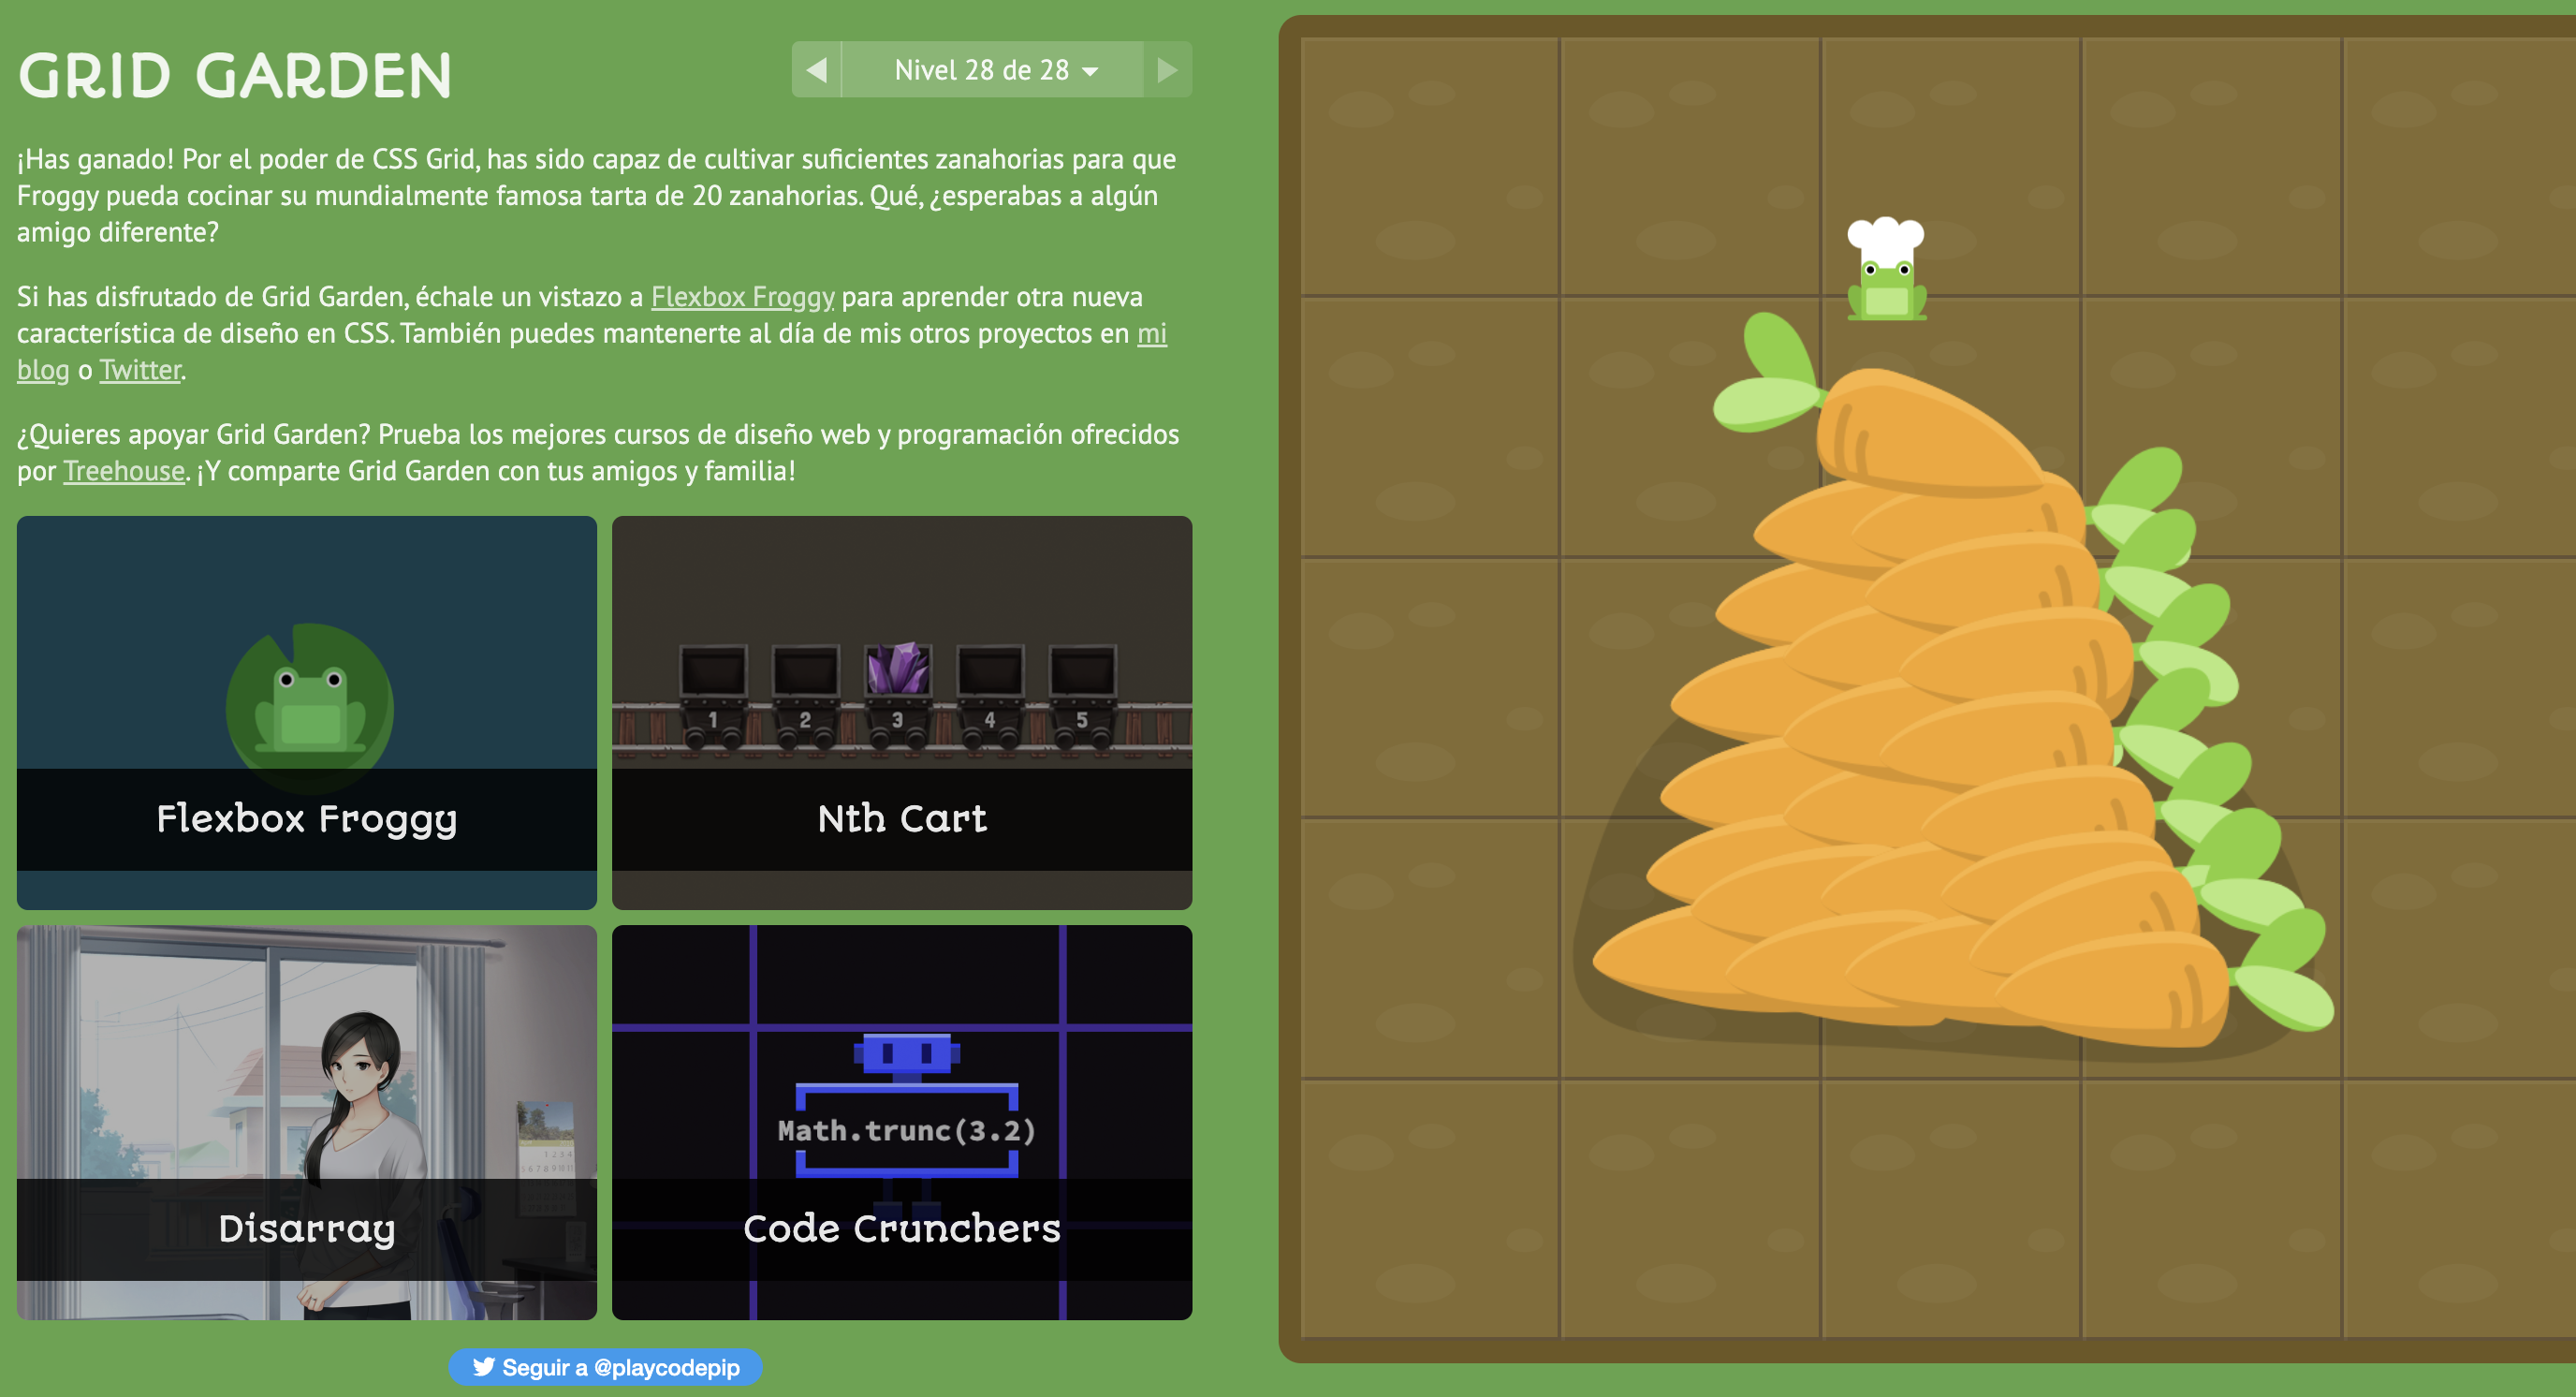 GRID GARDEN
Nivel 28 de 28
¡Has ganado! Por el poder de CSS Grid, has sido capaz de cultivar suficientes zanahorias para que
Froggy pueda cocinar su mundialmente famosa tarta de 20 zanahorias. Qué, ¿esperabas a algún
amigo diferente?
Si has disfrutado de Grid Garden, échale un vistazo a Flexbox Froggy para aprender otra nueva
característica de diseño en CSS. También puedes mantenerte al día de mis otros proyectos en mi
blog o Twitter.
¿Quieres apoyar Grid Garden? Prueba los mejores cursos de diseño web y programación ofrecidos
por Treehouse. ¡Y comparte Grid Garden con tus amigos y familia!
Flexbox Froggy
1 2 3 4 5
Nth Cart
Disarray
Math.trunc(3.2)
Code Crunchers
Seguir a @playcodepip